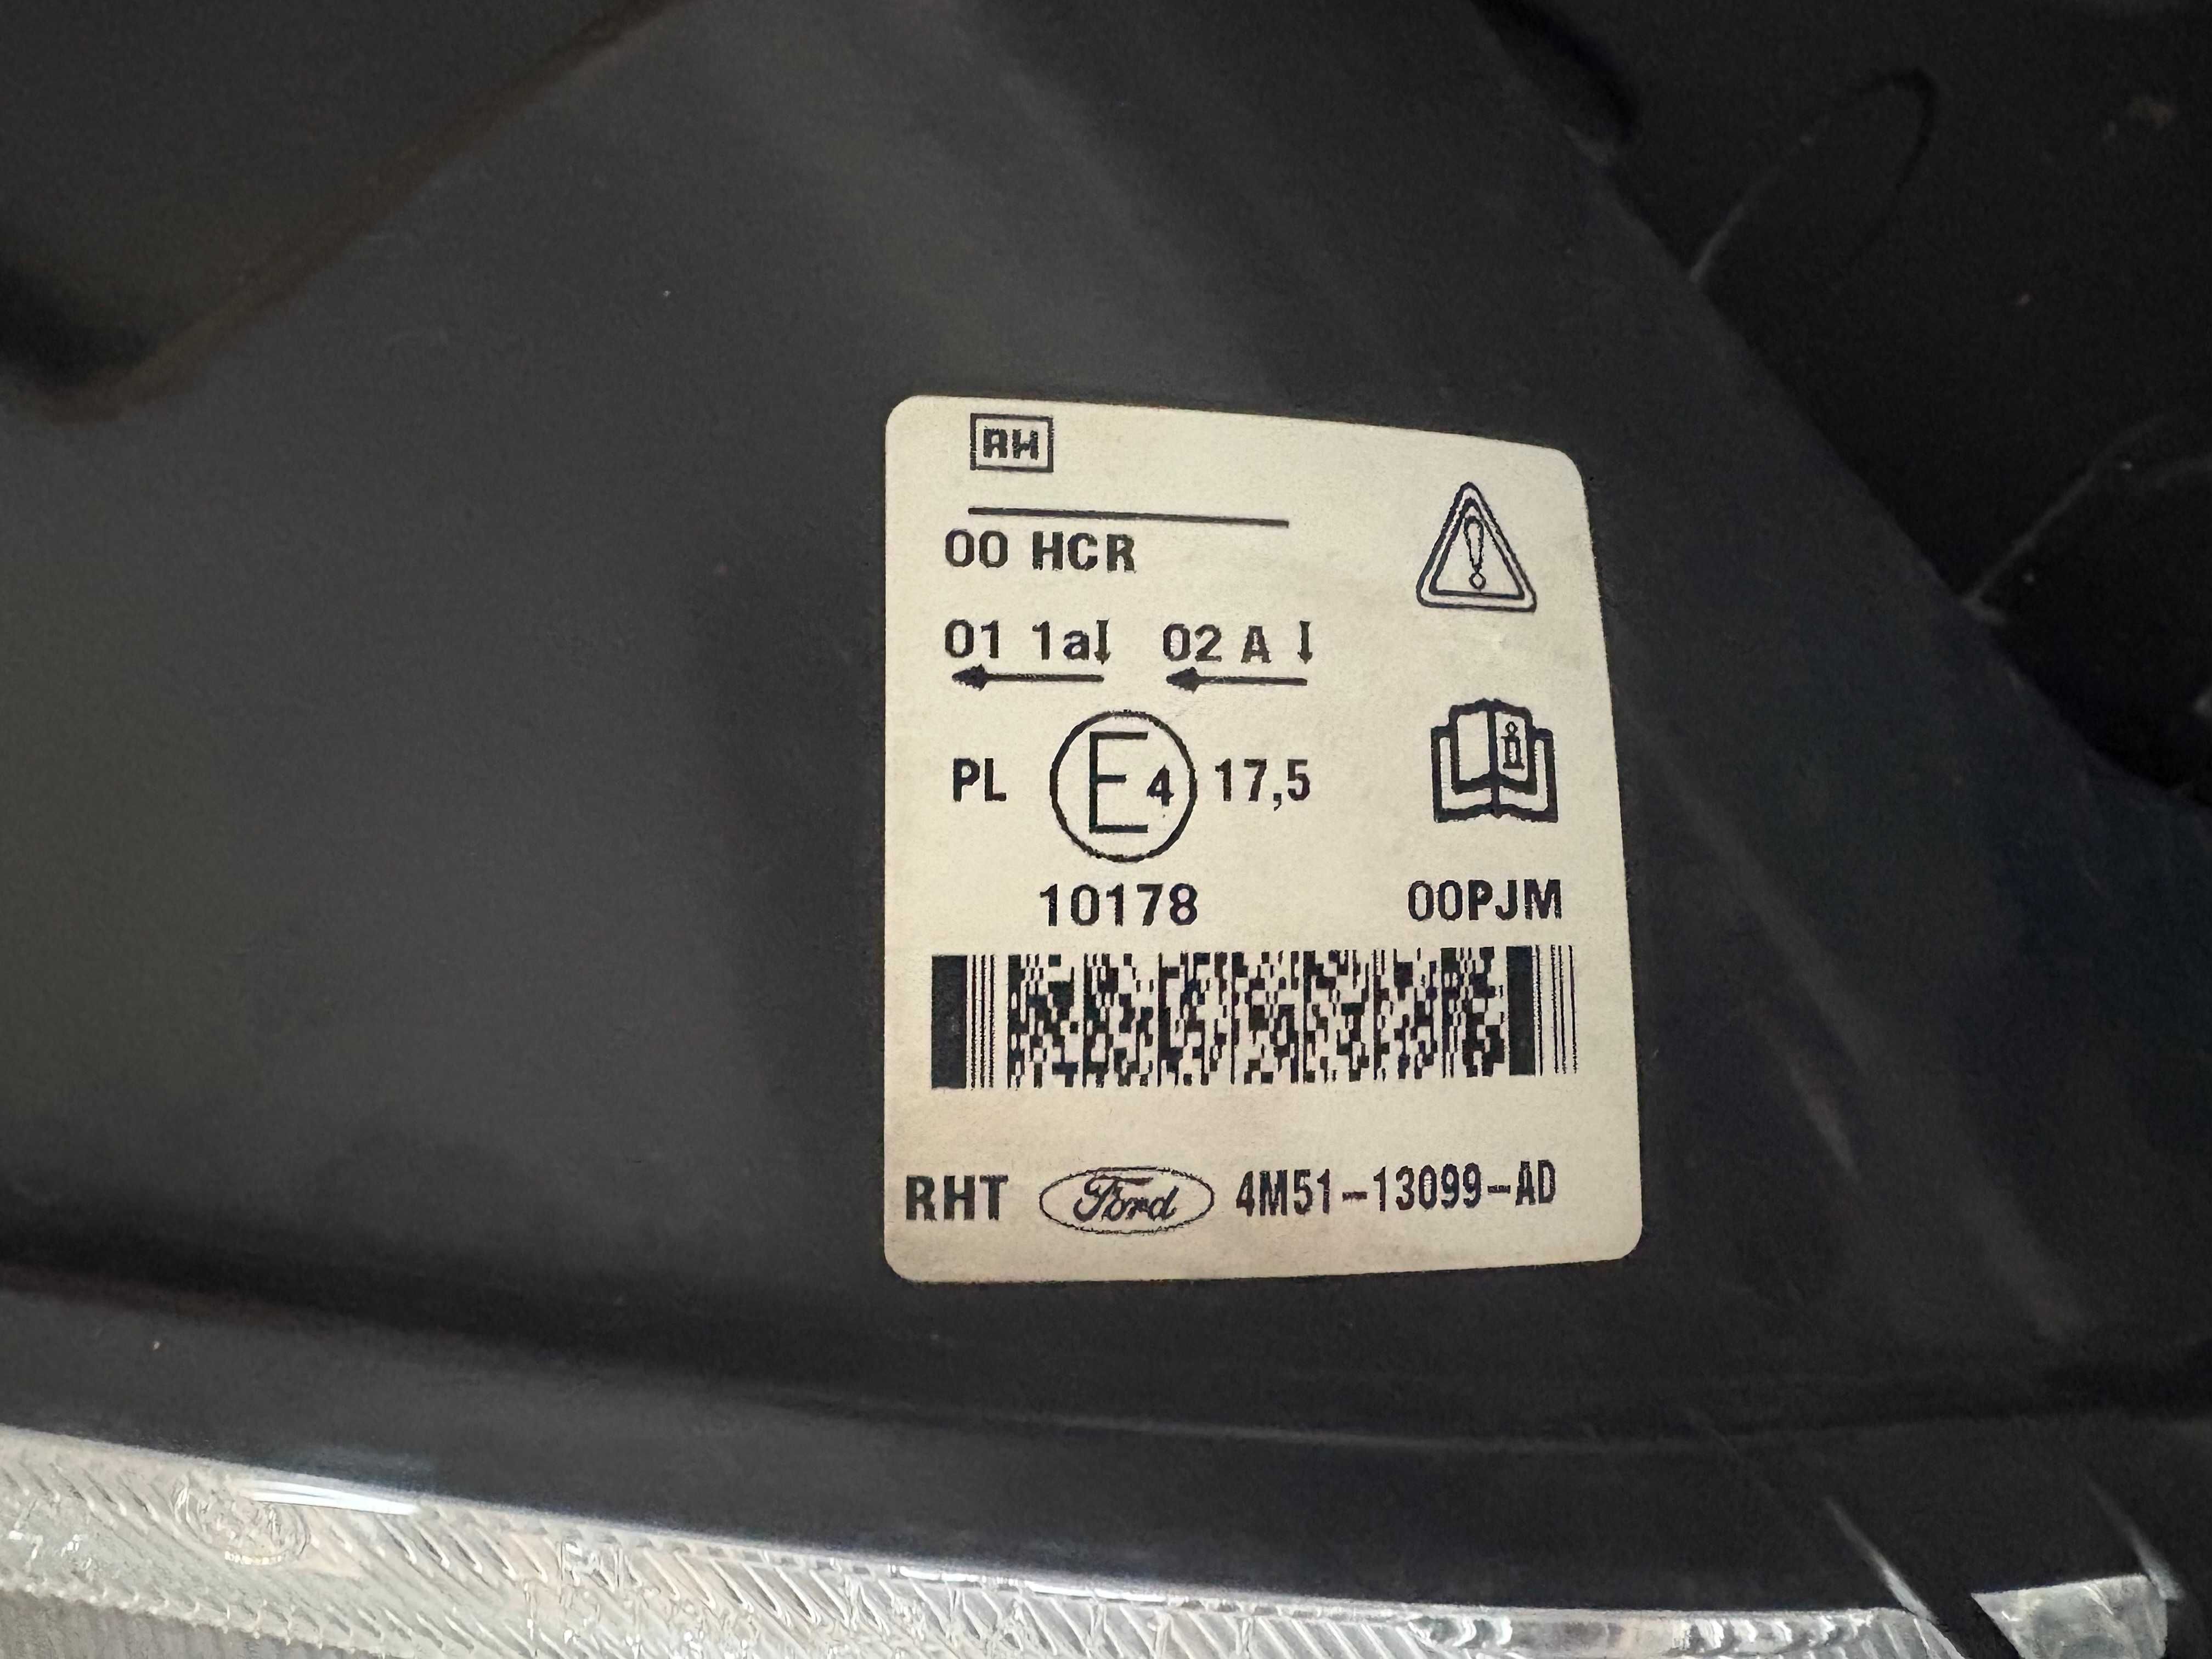 RH
00 HCR
01 1a 02 A
PL E4 17,5
10178 00PJM
RHT Ford 4M51-13099-AD